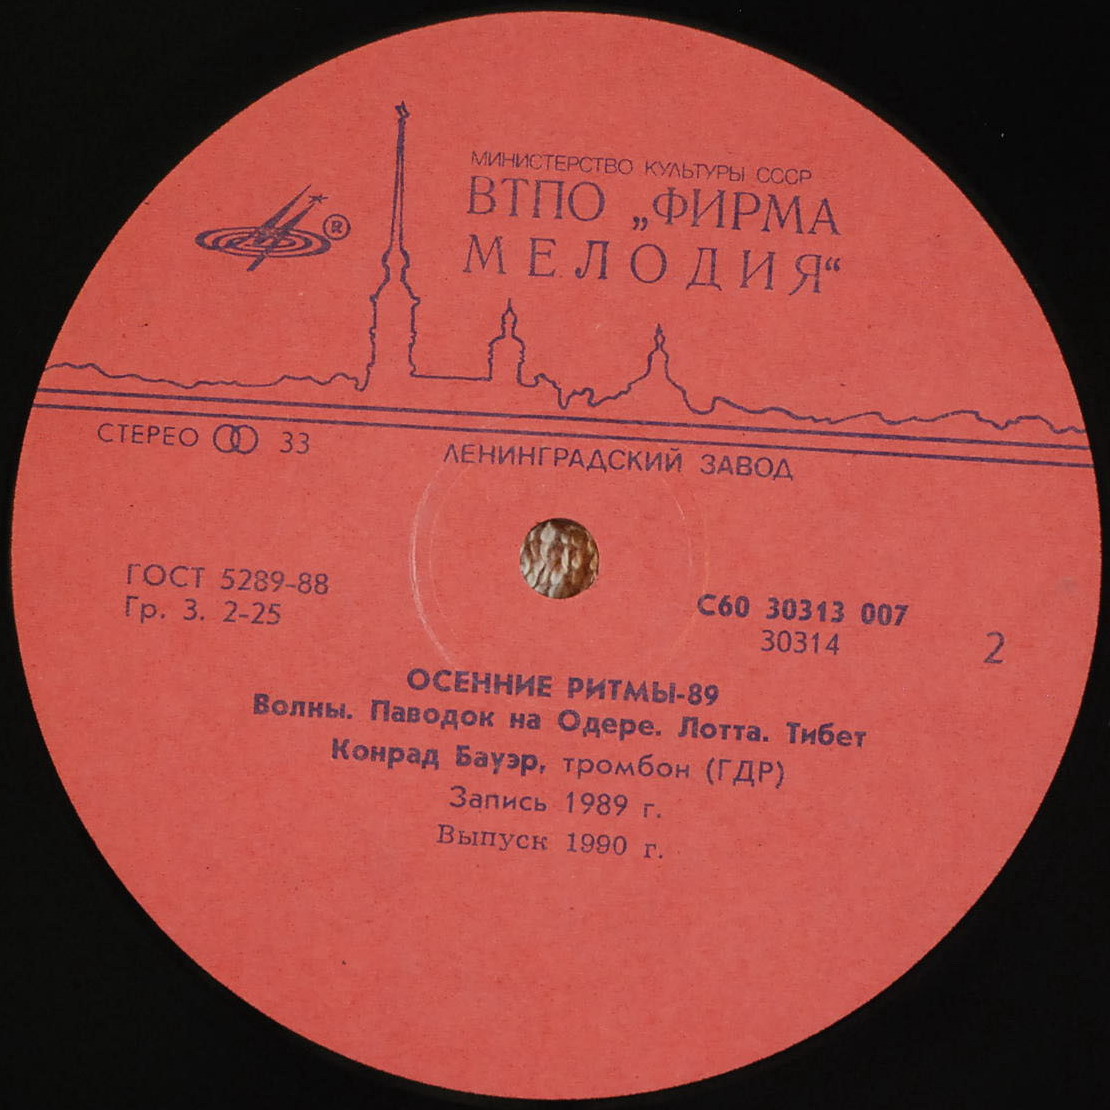 МИНИСТЕРСТВО КУЛЬТУРЫ СССР
ВТПО „ФИРМА
МЕЛОДИЯ“
®
СТЕРЕО 33
ЛЕНИНГРАДСКИЙ ЗАВОД
ГОСТ 5289-88
Гр. 3. 2-25
С60 30313 007
30314
2
ОСЕННИЕ РИТМЫ-89
Волны. Паводок на Одере. Лотта. Тибет
Конрад Бауэр, тромбон (ГДР)
Запись 1989 г.
Выпуск 1990 г.